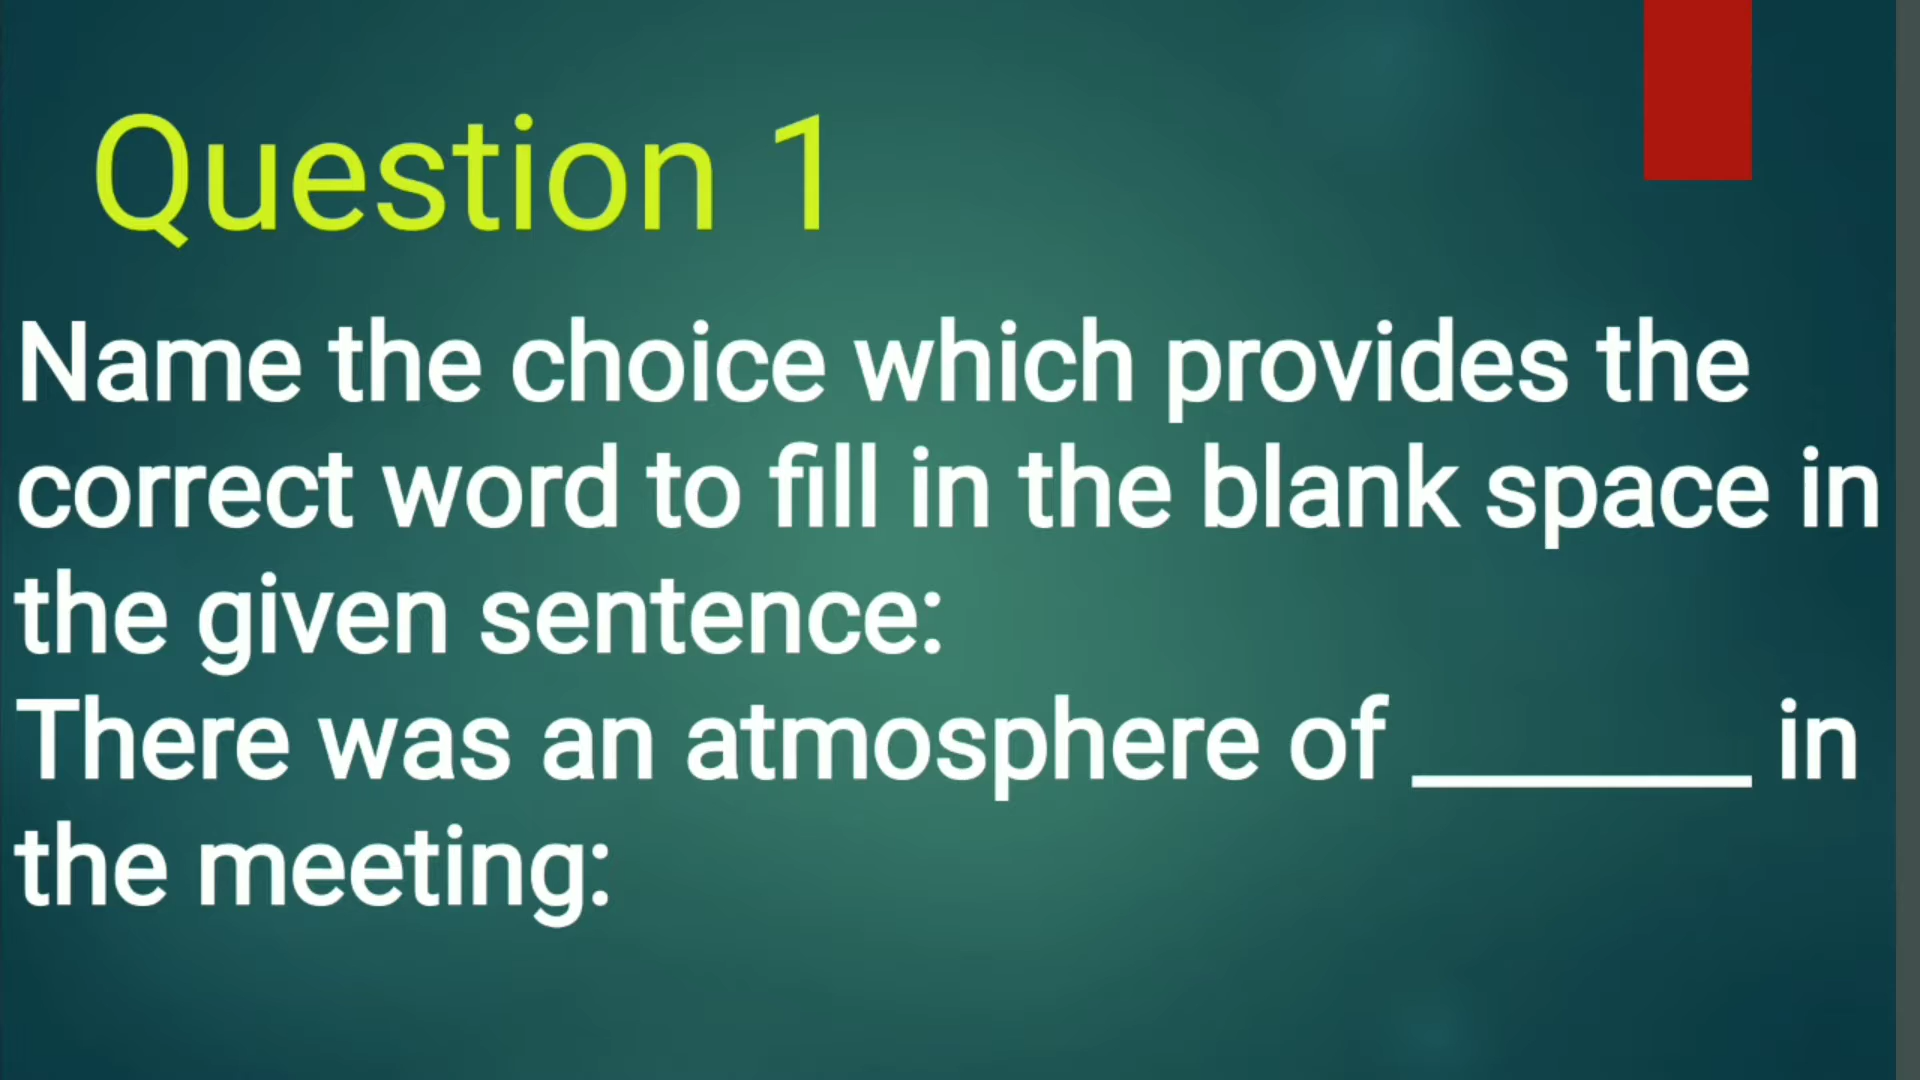 Question 1
Name the choice which provides the
correct word to fill in the blank space in
the given sentence:
There was an atmosphere of _______ in
the meeting: